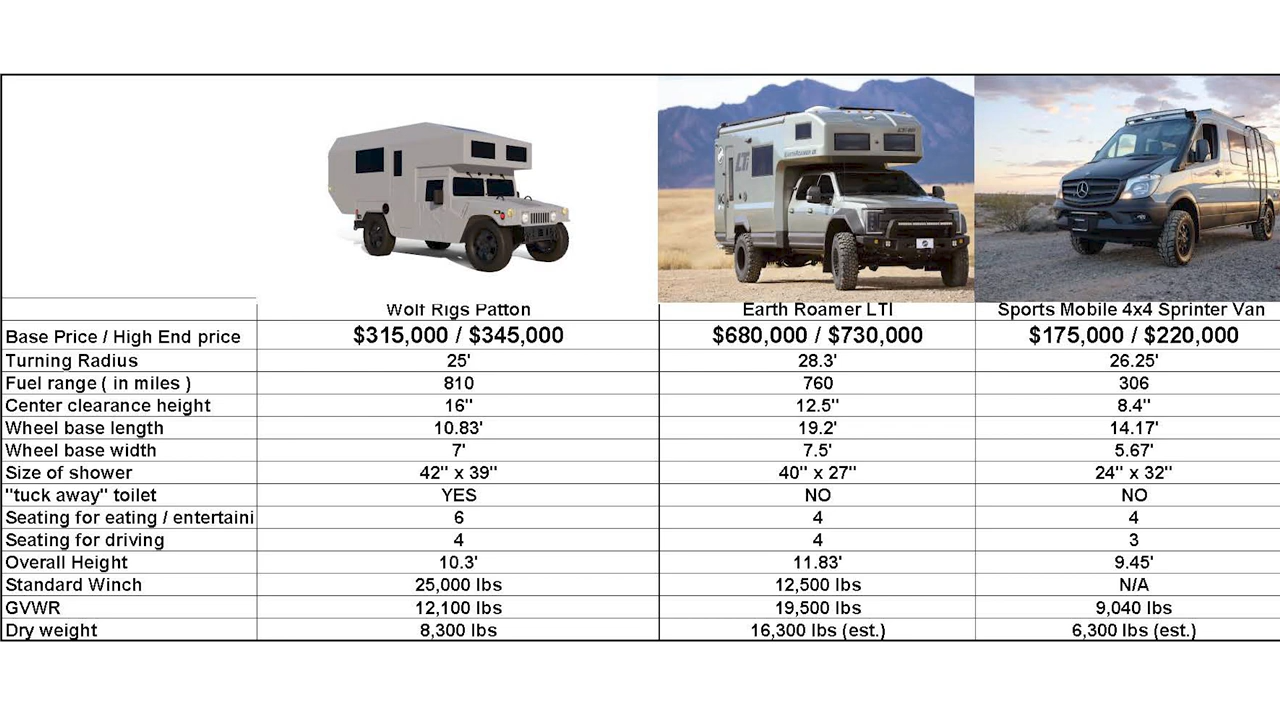 LTi
EarthRoamer
LTi
Wolf Rigs Patton Earth Roamer LTI Sports Mobile 4x4 Sprinter Van
Base Price / High End price $315,000 / $345,000 $680,000 / $730,000 $175,000 / $220,000
Turning Radius 25' 28.3' 26.25'
Fuel range ( in miles ) 810 760 306
Center clearance height 16" 12.5" 8.4"
Wheel base length 10.83' 19.2' 14.17'
Wheel base width 7' 7.5' 5.67'
Size of shower 42" x 39" 40" x 27" 24" x 32"
"tuck away" toilet YES NO NO
Seating for eating / entertaini 6 4 4
Seating for driving 4 4 3
Overall Height 10.3' 11.83' 9.45'
Standard Winch 25,000 lbs 12,500 lbs N/A
GVWR 12,100 lbs 19,500 lbs 9,040 lbs
Dry weight 8,300 lbs 16,300 lbs (est.) 6,300 lbs (est.)